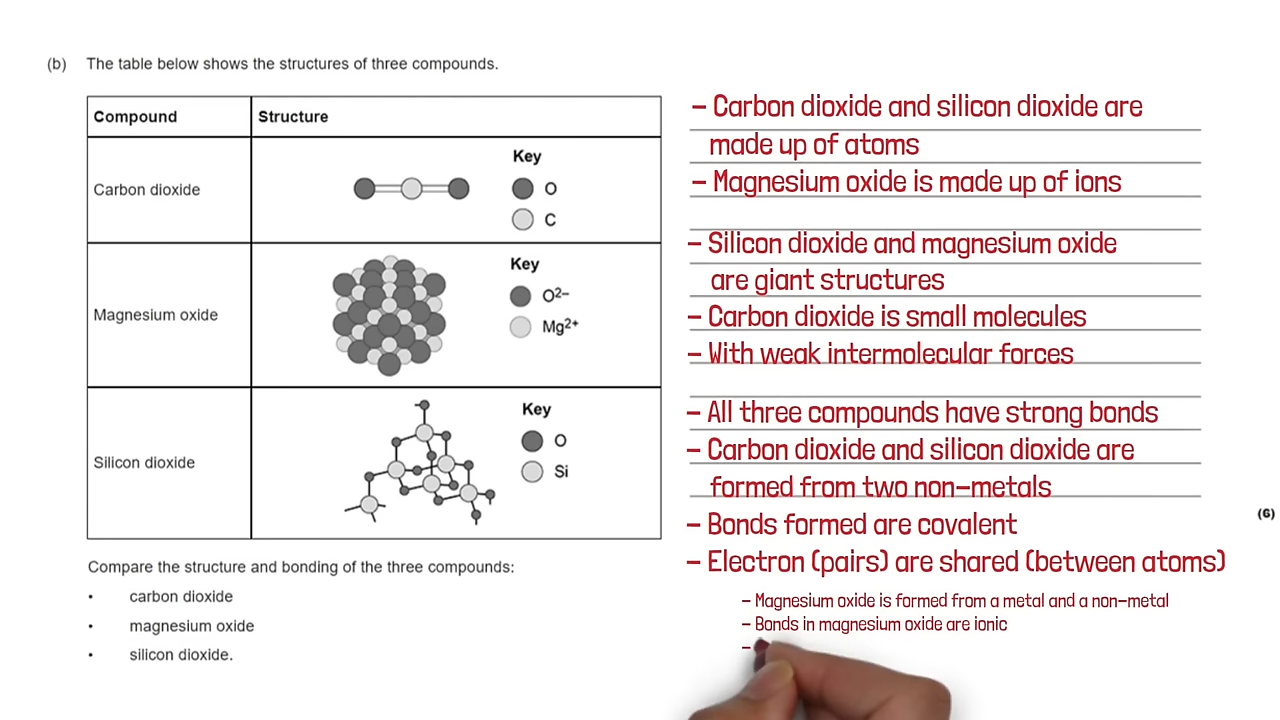 (b) The table below shows the structures of three compounds.
Compound Structure
Carbon dioxide
Key
O
C
Magnesium oxide
Key
O²⁻
Mg²⁺
Silicon dioxide
Key
O
Si
Compare the structure and bonding of the three compounds:
• carbon dioxide
• magnesium oxide
• silicon dioxide.
– Carbon dioxide and silicon dioxide are
made up of atoms
– Magnesium oxide is made up of ions
– Silicon dioxide and magnesium oxide
are giant structures
– Carbon dioxide is small molecules
– With weak intermolecular forces
– All three compounds have strong bonds
– Carbon dioxide and silicon dioxide are
formed from two non–metals
– Bonds formed are covalent
– Electron (pairs) are shared (between atoms)
– Magnesium oxide is formed from a metal and a non–metal
– Bonds in magnesium oxide are ionic
–
(6)